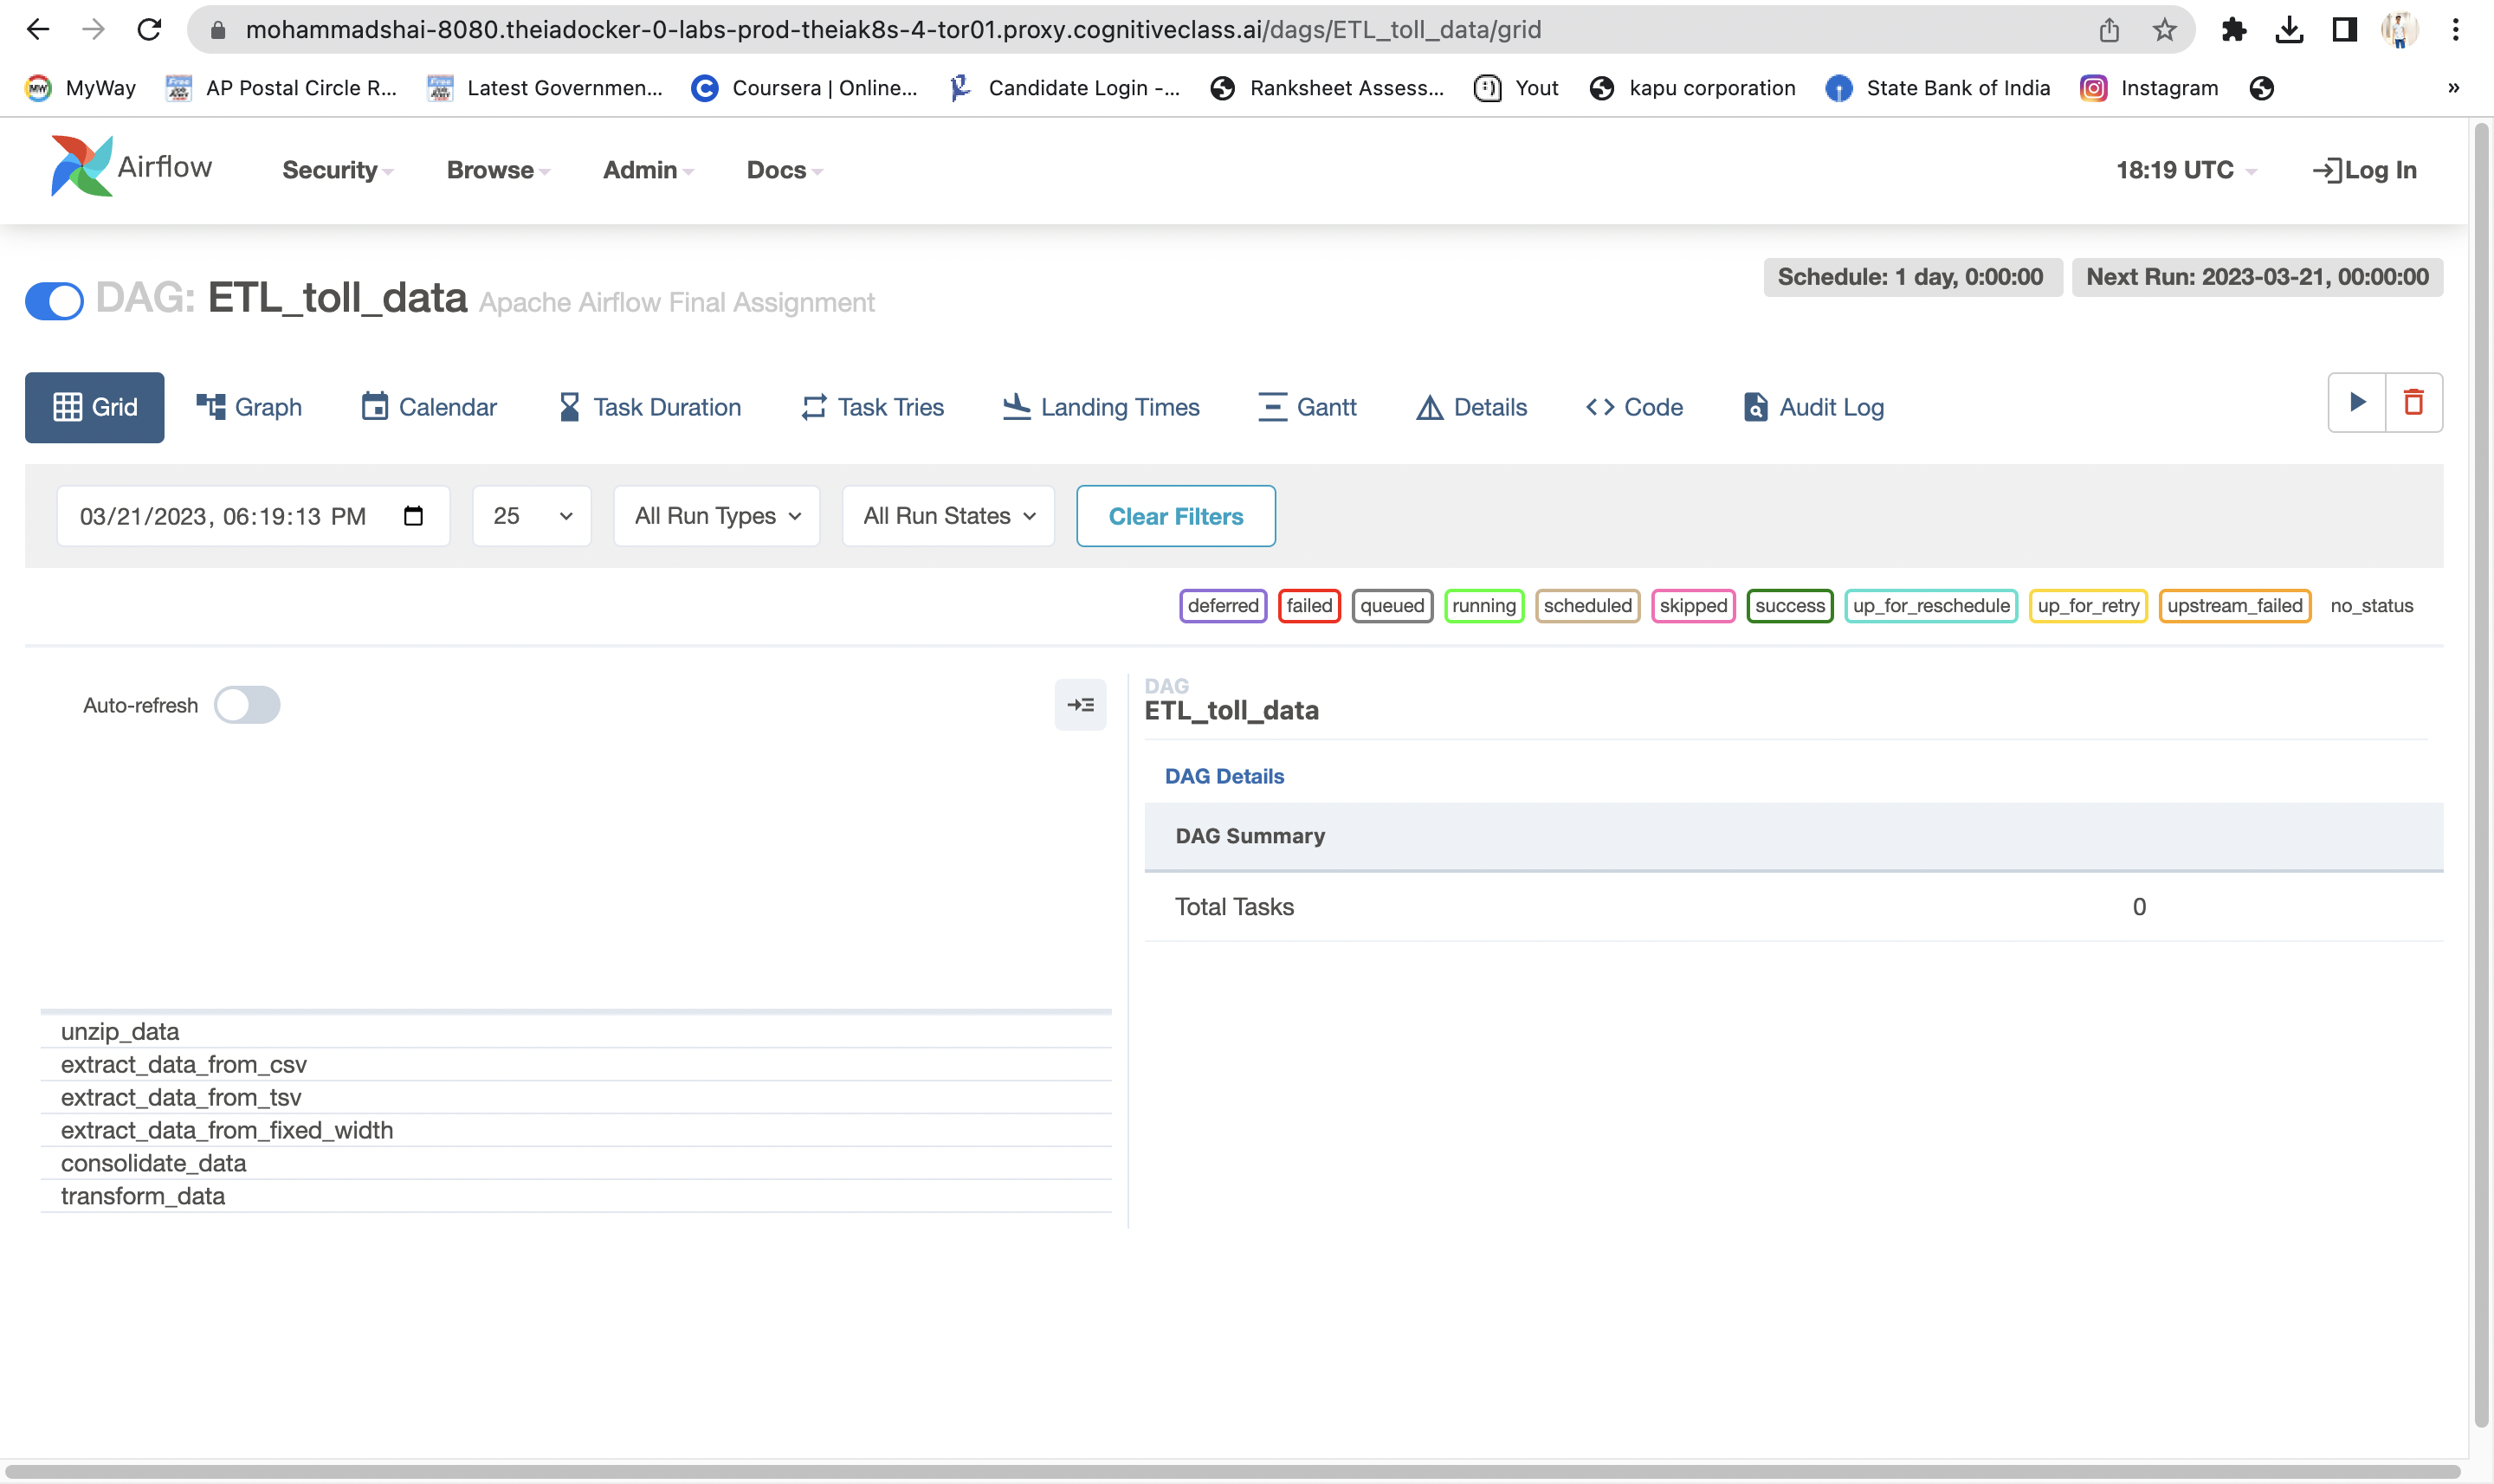 mohammadshai-8080.theiadocker-0-labs-prod-theiak8s-4-tor01.proxy.cognitiveclass.ai/dags/ETL_toll_data/grid
MyWay AP Postal Circle R... Latest Governmen... Coursera | Online... Candidate Login -... Ranksheet Assess... Yout kapu corporation State Bank of India Instagram »
Airflow Security Browse Admin Docs 18:19 UTC Log In
Schedule: 1 day, 0:00:00 Next Run: 2023-03-21, 00:00:00
DAG: ETL_toll_data Apache Airflow Final Assignment
Grid Graph Calendar Task Duration Task Tries Landing Times Gantt Details Code Audit Log
03/21/2023, 06:19:13 PM 25 All Run Types All Run States Clear Filters
deferred failed queued running scheduled skipped success up_for_reschedule up_for_retry upstream_failed no_status
Auto-refresh
DAG
ETL_toll_data
DAG Details
DAG Summary
Total Tasks 0
unzip_data
extract_data_from_csv
extract_data_from_tsv
extract_data_from_fixed_width
consolidate_data
transform_data